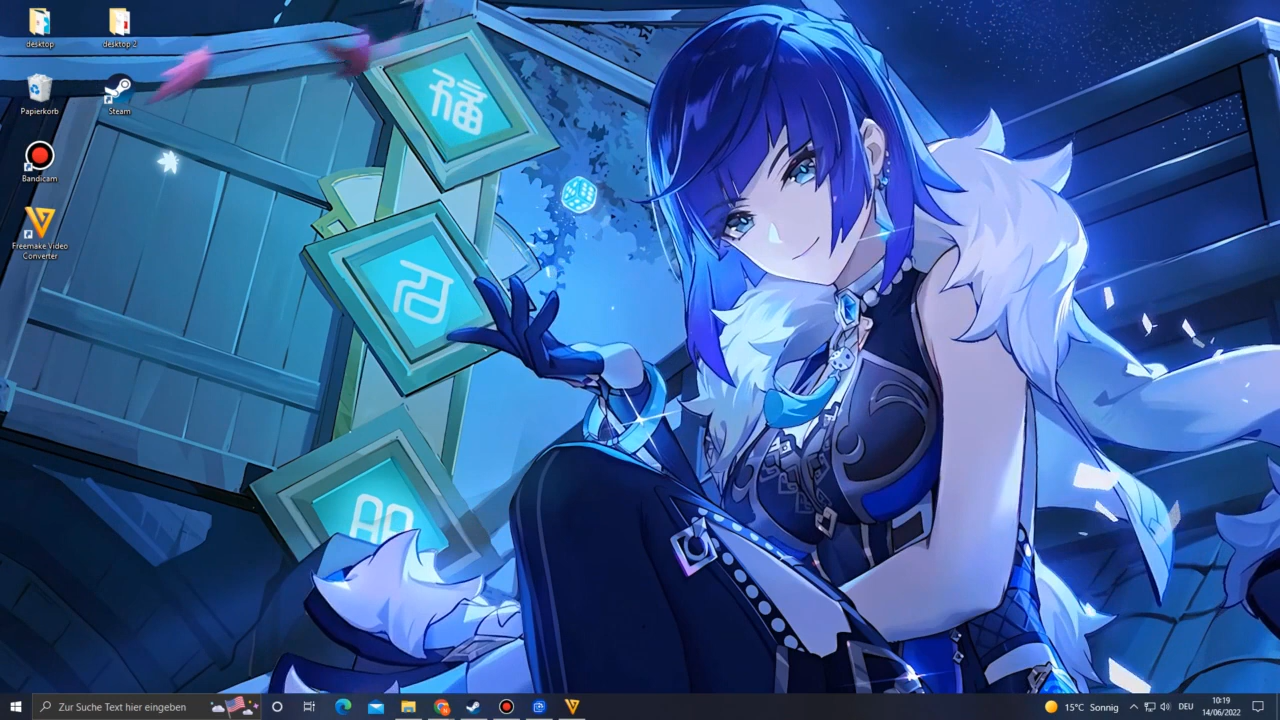 desktop
desktop 2
Papierkorb
Steam
Bandicam
Freemake Video
Converter
福
Zur Suche Text hier eingeben
15°C Sonnig
DEU
10:19
14/06/2022